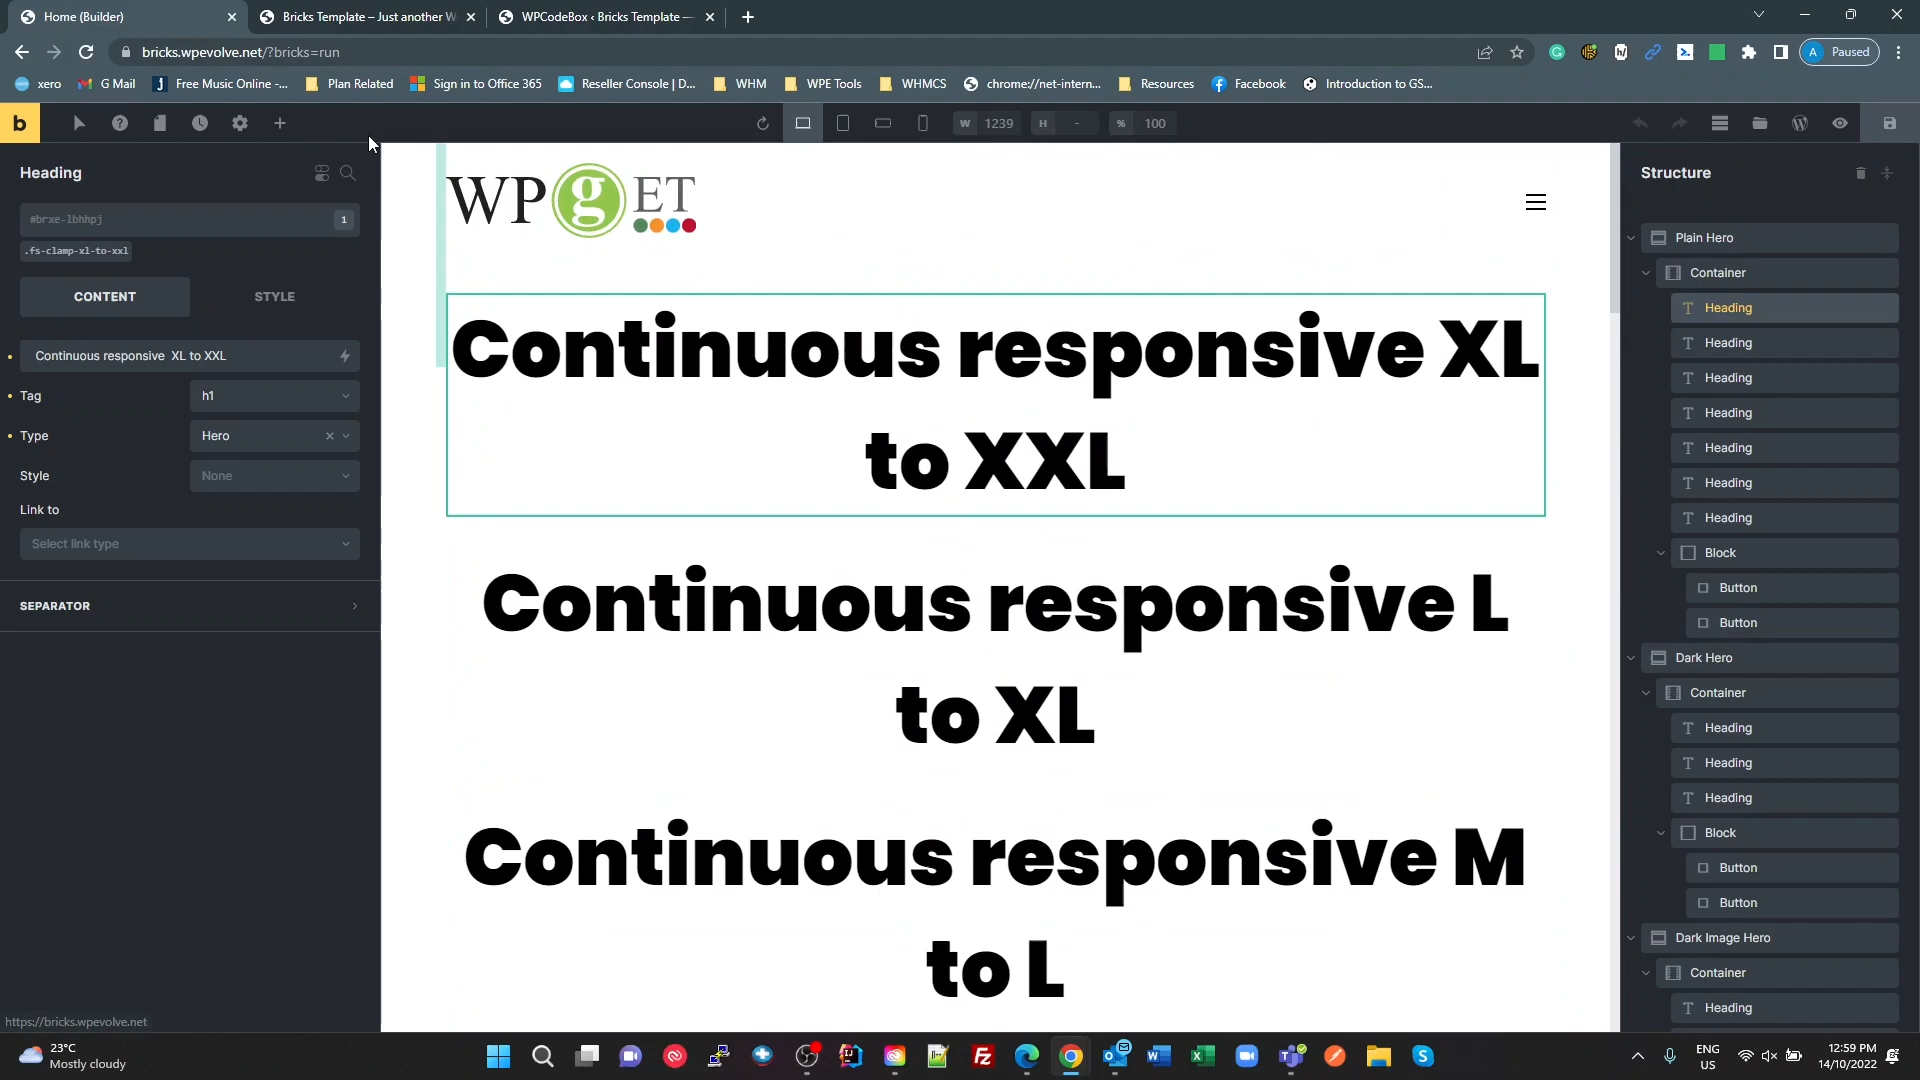 Home (Builder)
Bricks Template – Just another W
WPCodeBox ‹ Bricks Template —
bricks.wpevolve.net/?bricks=run
A Paused
xero
G Mail
Free Music Online -...
Plan Related
Sign in to Office 365
Reseller Console | D...
WHM
WPE Tools
WHMCS
chrome://net-intern...
Resources
Facebook
Introduction to GS...
b
W 1239
H -
% 100
Heading
#brxe-lbhhpj
1
.fs-clamp-xl-to-xxl
CONTENT
STYLE
Continuous responsive XL to XXL
Tag
h1
Type
Hero
Style
None
Link to
Select link type
SEPARATOR
https://bricks.wpevolve.net
WP g ET
Continuous responsive XL
to XXL
Continuous responsive L
to XL
Continuous responsive M
to L
Structure
Plain Hero
Container
Heading
Heading
Heading
Heading
Heading
Heading
Heading
Block
Button
Button
Dark Hero
Container
Heading
Heading
Heading
Block
Button
Button
Dark Image Hero
Container
Heading
23°C
Mostly cloudy
ENG
US
12:59 PM
14/10/2022